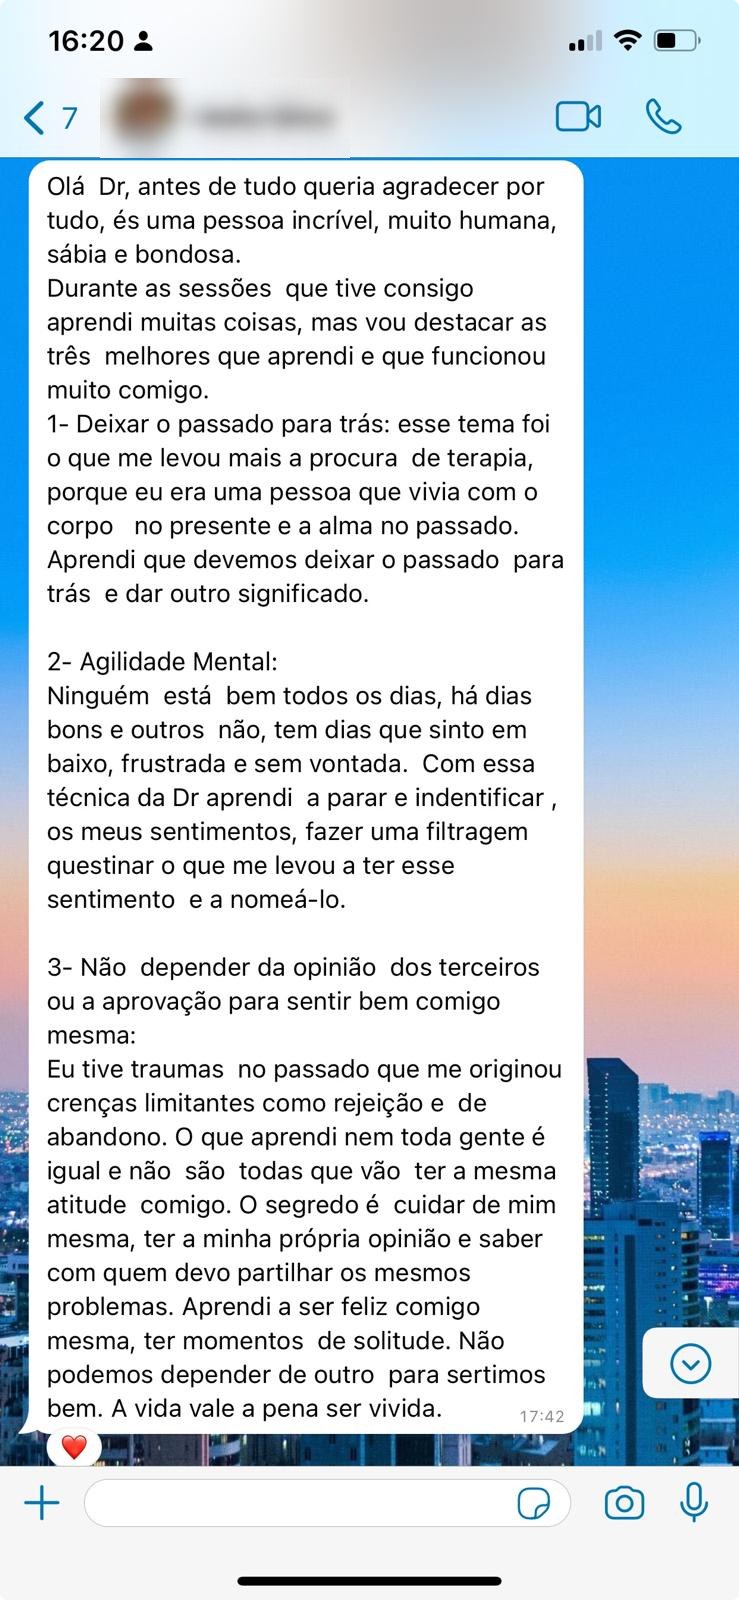 16:20
7
Olá Dr, antes de tudo queria agradecer por
tudo, és uma pessoa incrível, muito humana,
sábia e bondosa.
Durante as sessões que tive consigo
aprendi muitas coisas, mas vou destacar as
três melhores que aprendi e que funcionou
muito comigo.
1- Deixar o passado para trás: esse tema foi
o que me levou mais a procura de terapia,
porque eu era uma pessoa que vivia com o
corpo no presente e a alma no passado.
Aprendi que devemos deixar o passado para
trás e dar outro significado.
2- Agilidade Mental:
Ninguém está bem todos os dias, há dias
bons e outros não, tem dias que sinto em
baixo, frustrada e sem vontada. Com essa
técnica da Dr aprendi a parar e indentificar ,
os meus sentimentos, fazer uma filtragem
questinar o que me levou a ter esse
sentimento e a nomeá-lo.
3- Não depender da opinião dos terceiros
ou a aprovação para sentir bem comigo
mesma:
Eu tive traumas no passado que me originou
crenças limitantes como rejeição e de
abandono. O que aprendi nem toda gente é
igual e não são todas que vão ter a mesma
atitude comigo. O segredo é cuidar de mim
mesma, ter a minha própria opinião e saber
com quem devo partilhar os mesmos
problemas. Aprendi a ser feliz comigo
mesma, ter momentos de solitude. Não
podemos depender de outro para sertimos
bem. A vida vale a pena ser vivida.
17:42